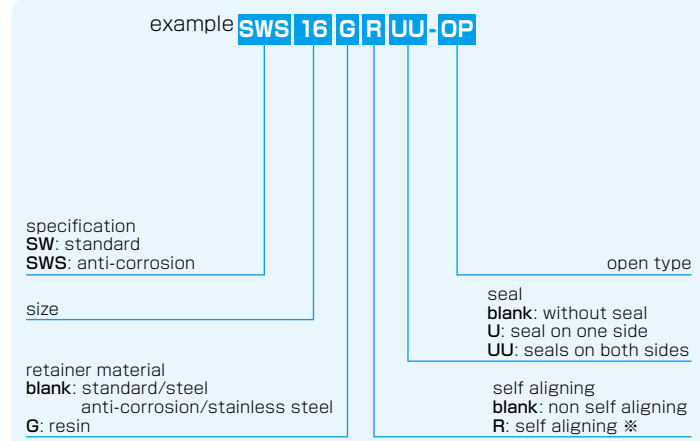 example SWS 16 G R UU-OP
specification
SW: standard
SWS: anti-corrosion
size
retainer material
blank: standard/steel
anti-corrosion/stainless steel
G: resin
open type
seal
blank: without seal
U: seal on one side
UU: seals on both sides
self aligning
blank: non self aligning
R: self aligning ※